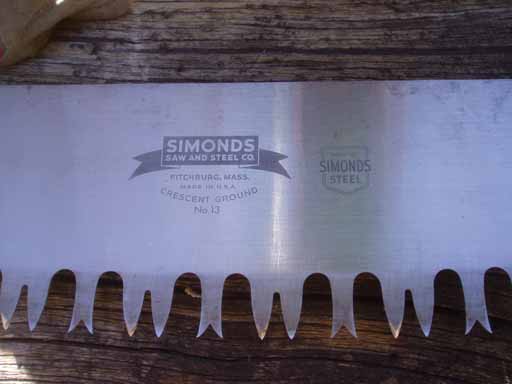 SIMONDS
SAW AND STEEL CO.
FITCHBURG, MASS.
MADE IN U.S.A.
CRESCENT GROUND
No. 13
SIMONDS
STEEL